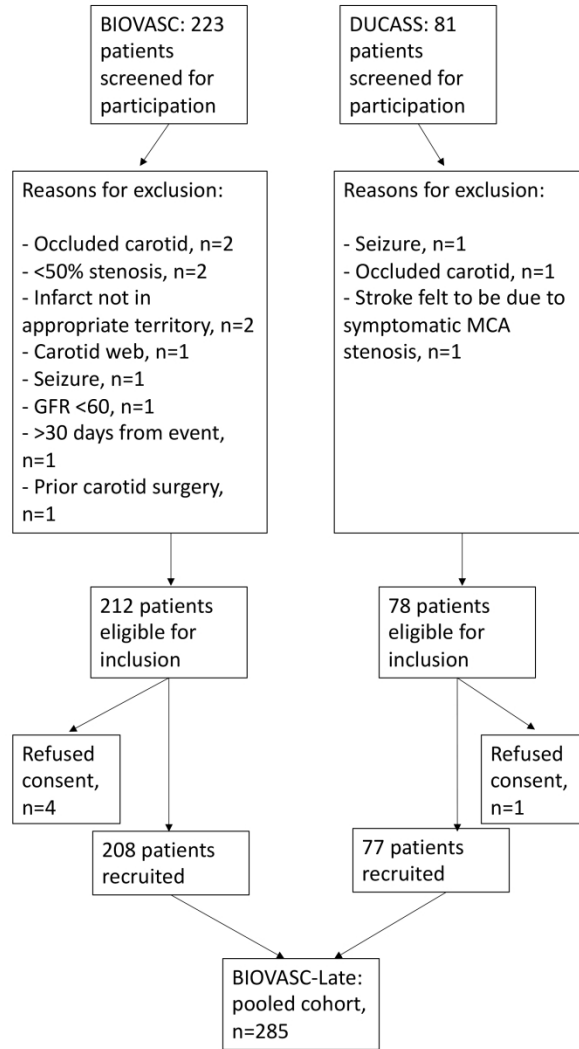 BIOVASC: 223
patients
screened for
participation
DUCASS: 81
patients
screened for
participation
Reasons for exclusion:
- Occluded carotid, n=2
- <50% stenosis, n=2
- Infarct not in
appropriate territory, n=2
- Carotid web, n=1
- Seizure, n=1
- GFR <60, n=1
- >30 days from event,
n=1
- Prior carotid surgery,
n=1
Reasons for exclusion:
- Seizure, n=1
- Occluded carotid, n=1
- Stroke felt to be due to
symptomatic MCA
stenosis, n=1
212 patients
eligible for
inclusion
78 patients
eligible for
inclusion
Refused
consent,
n=4
Refused
consent,
n=1
208 patients
recruited
77 patients
recruited
BIOVASC-Late:
pooled cohort,
n=285